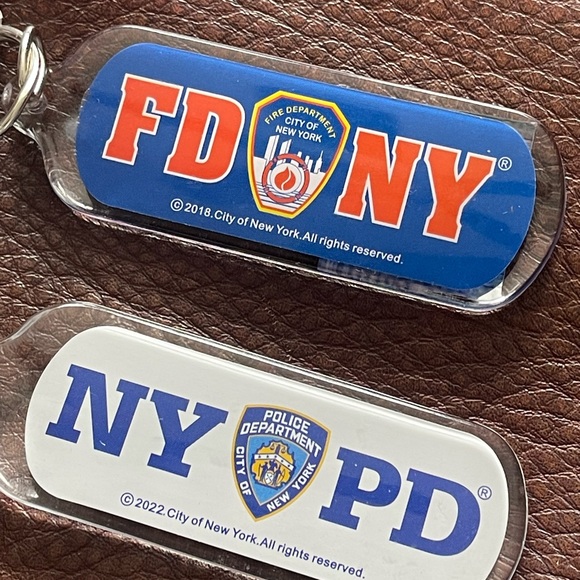 FD NY®
FIRE DEPARTMENT
CITY OF
NEW YORK
©2018.City of New York.All rights reserved.
NY PD®
POLICE
DEPARTMENT
CITY OF
NEW YORK
©2022.City of New York.All rights reserved.